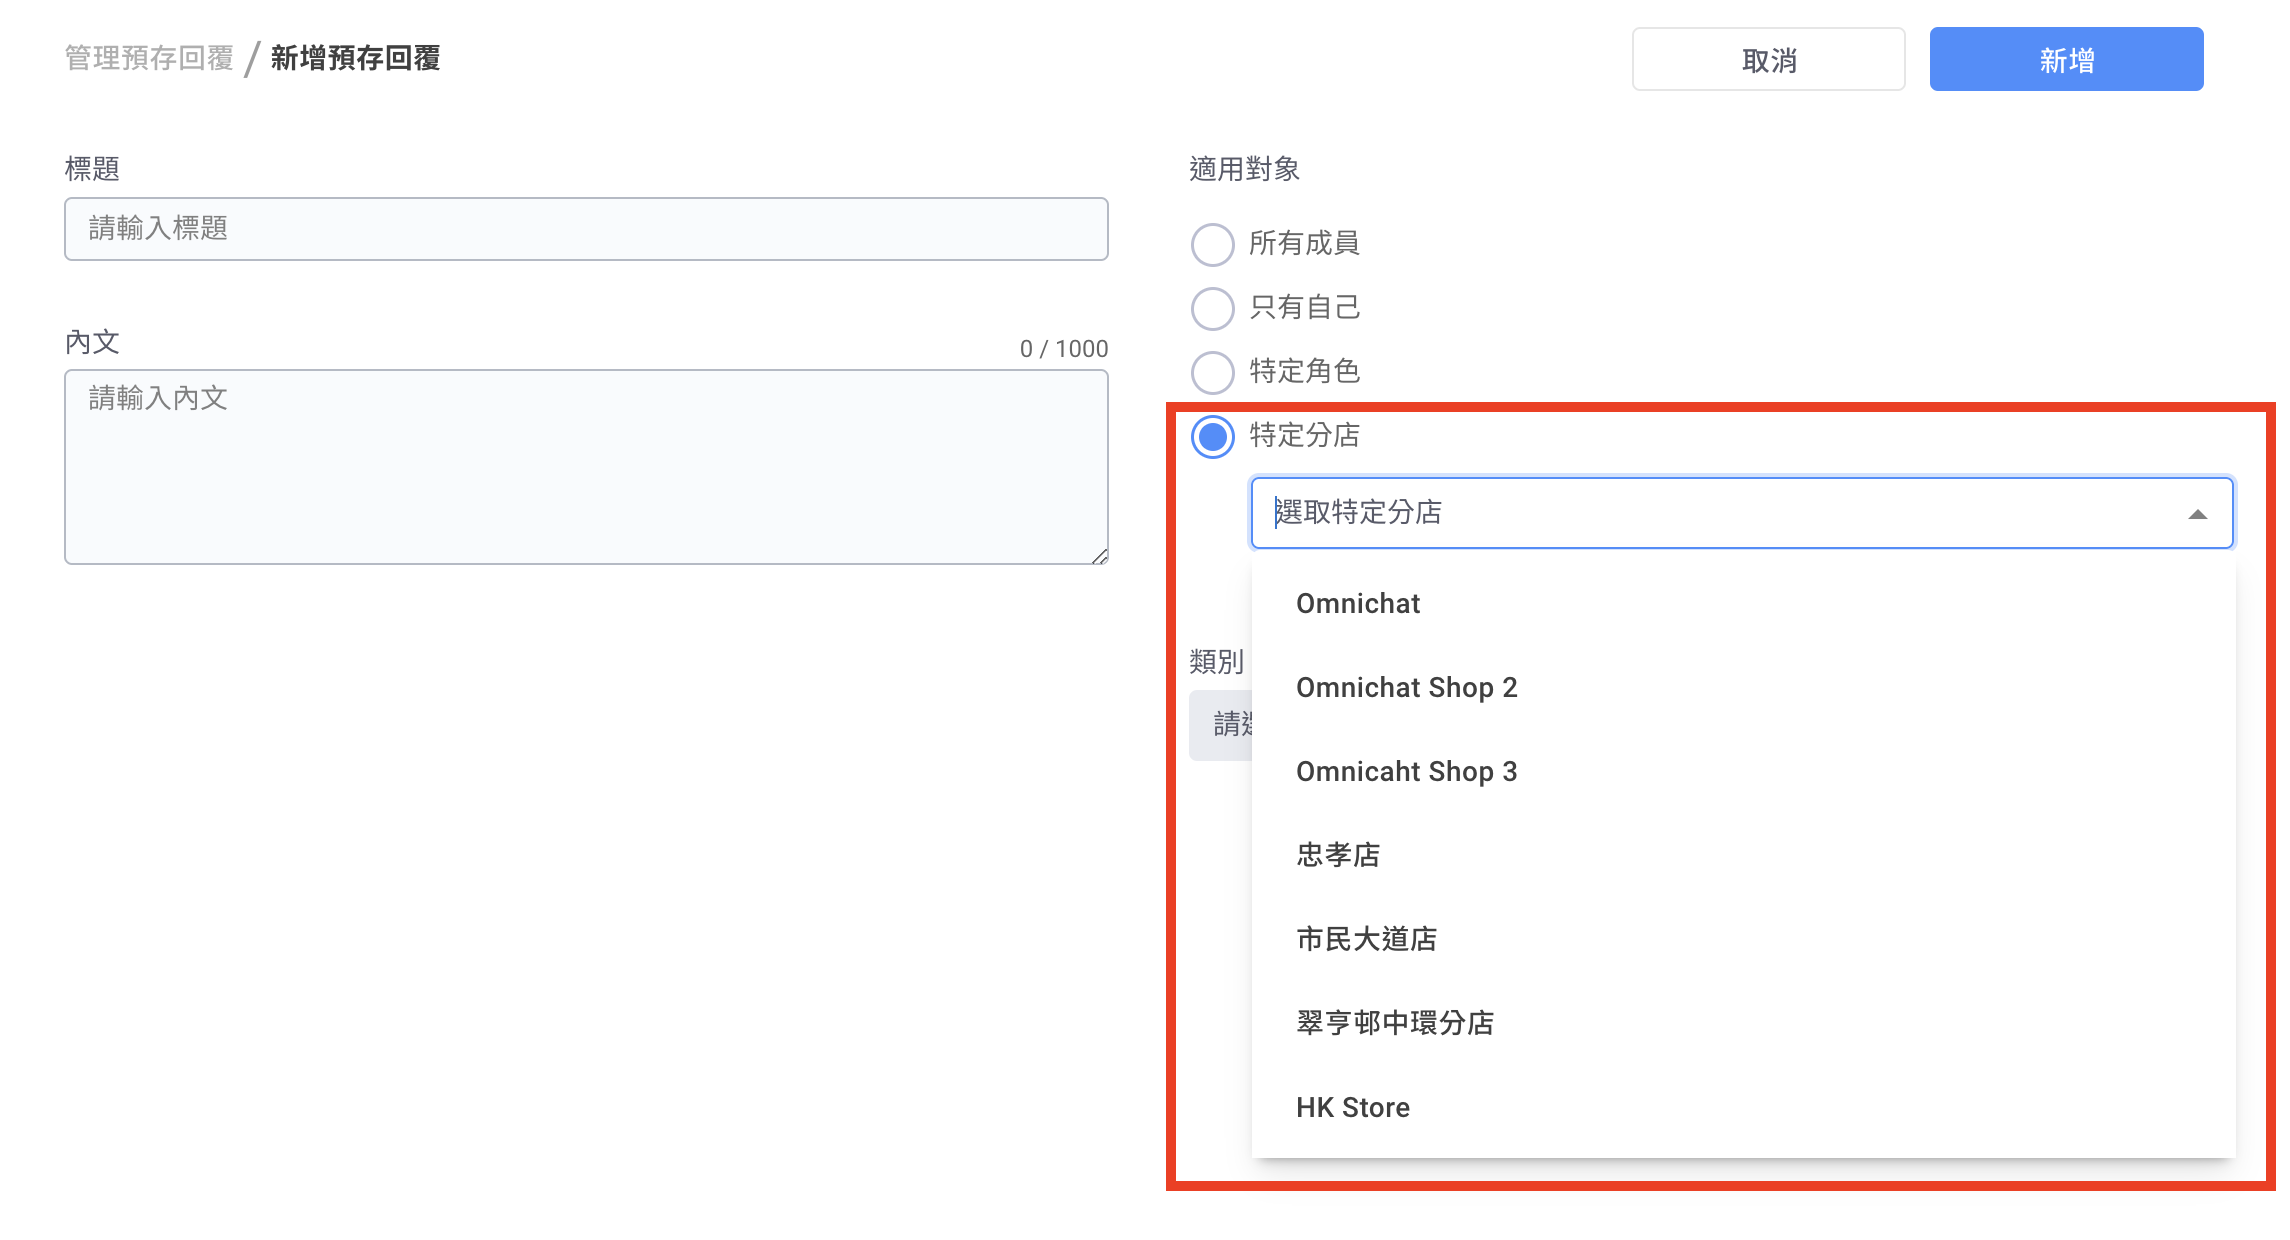 管理預存回覆 / 新增預存回覆
取消
新增
標題
請輸入標題
內文
0 / 1000
請輸入內文
適用對象
所有成員
只有自己
特定角色
特定分店
選取特定分店
Omnichat
Omnichat Shop 2
Omnicaht Shop 3
忠孝店
市民大道店
翠亨邨中環分店
HK Store
類別
請